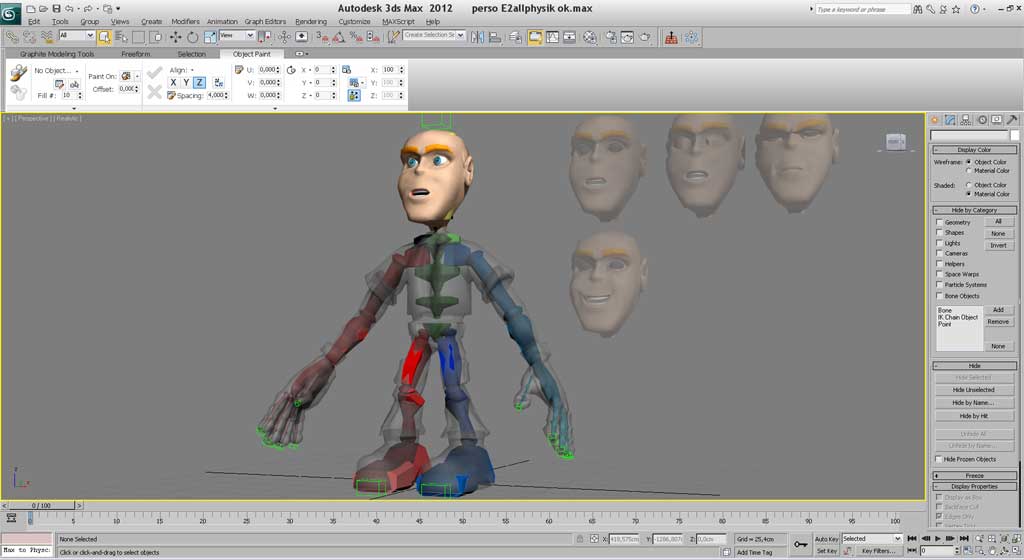 Autodesk 3ds Max 2012 perso E2allphysik ok.max
Type a keyword or phrase
Edit Tools Group Views Create Modifiers Animation Graph Editors Rendering Customize MAXScript Help
All View Create Selection Se
Graphite Modeling Tools Freeform Selection Object Paint
No Object... Paint On: Align: U: 0,000 X 0 X: 100
X Y Z V: 0,000 Y 0 Y: 100
Fill #: 10 Offset: 0,000 Spacing: 4,000 W: 0,000 Z 0 Z: 100
[ + ] [ Perspective ] [ Realistic ]
Display Color
Wireframe: Object Color
Material Color
Shaded: Object Color
Material Color
Hide by Category
Geometry All
Shapes None
Lights Invert
Cameras
Helpers
Space Warps
Particle Systems
Bone Objects
Bone Add
IK Chain Object Remove
Point
None
Hide
Hide Selected
Hide Unselected
Hide by Name...
Hide by Hit
Unhide All
Unhide by Name...
Hide Frozen Objects
Freeze
Display Properties
Display as Box
Backface Cull
Edges Only
0 / 100
0 5 10 15 20 25 30 35 40 45 50 55 60 65 70 75 80 85 90 95 100
None Selected X: 419,575cm Y: -1286,807 Z: 0,0cm Grid = 25,4cm Auto Key Selected
Max to Physc: Click or click-and-drag to select objects Add Time Tag Set Key Key Filters... 0